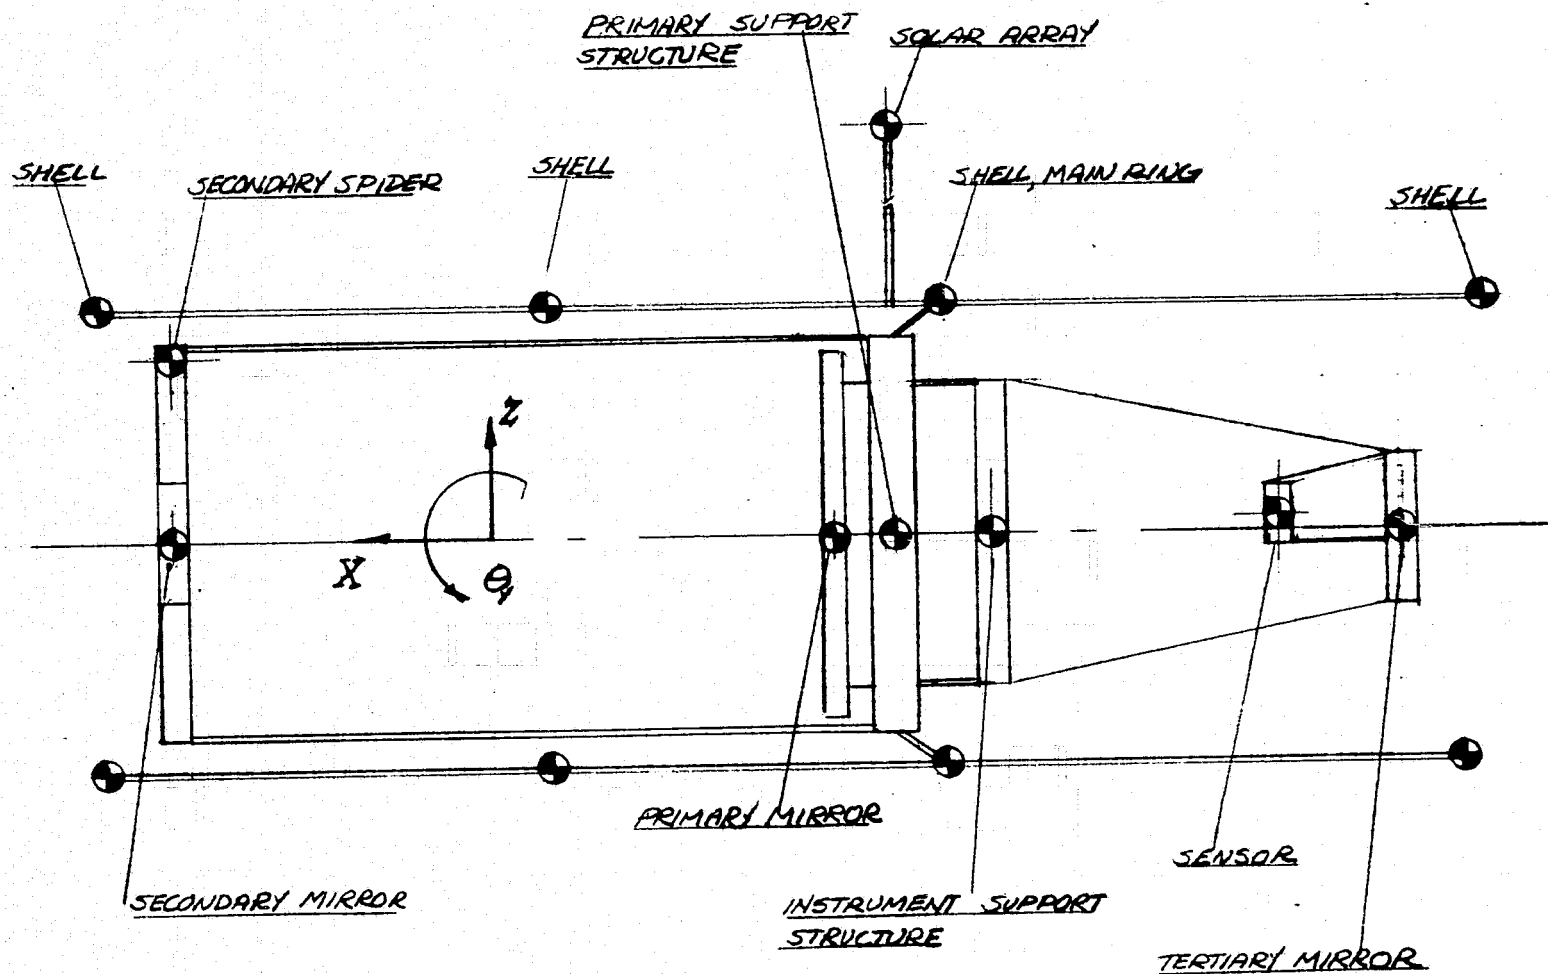 PRIMARY SUPPORT
STRUCTURE
SOLAR ARRAY
SHELL
SECONDARY SPIDER
SHELL
SHELL, MAIN RING
SHELL
Z
X
θy
PRIMARY MIRROR
SENSOR
SECONDARY MIRROR
INSTRUMENT SUPPORT
STRUCTURE
TERTIARY MIRROR